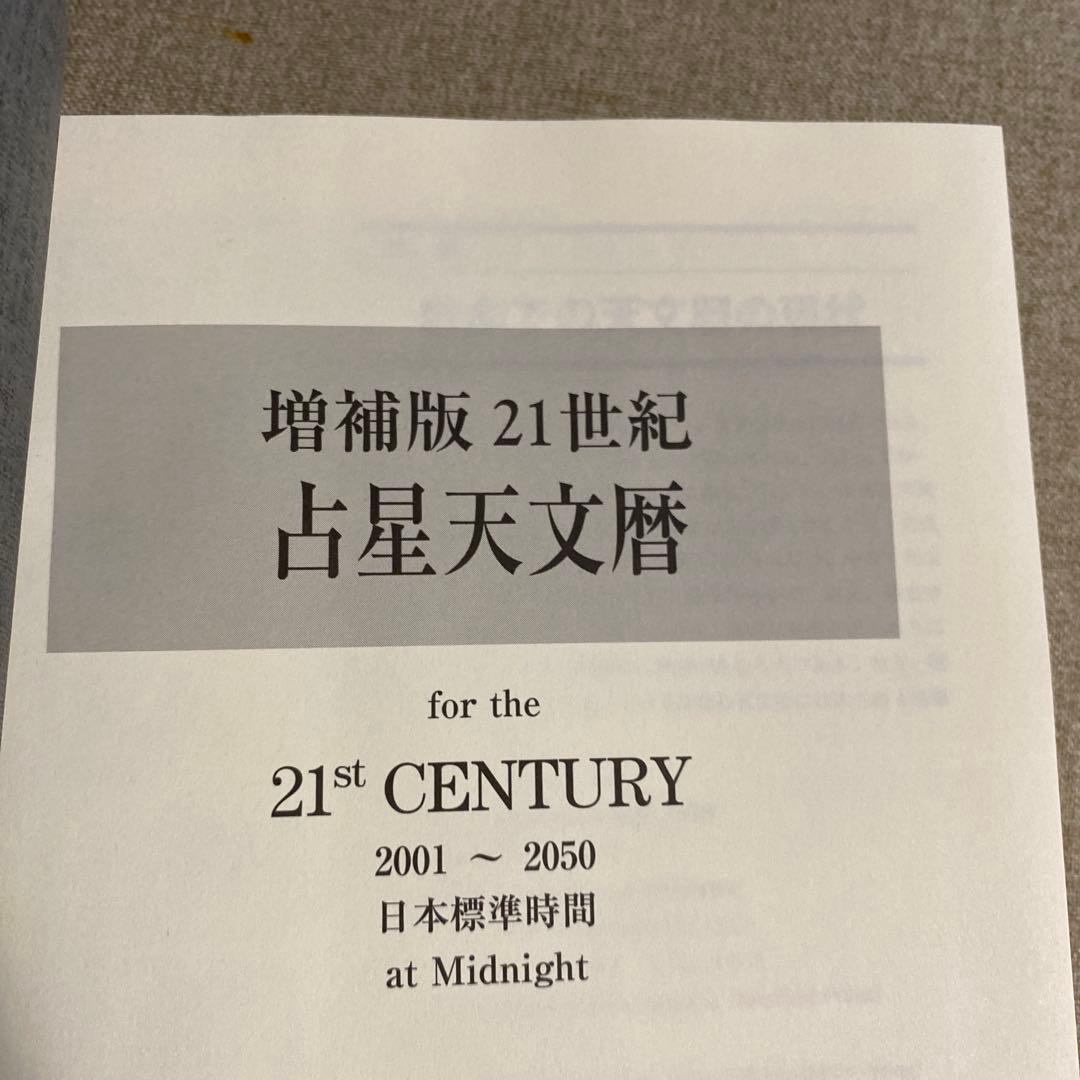 増補版 21世紀
占星天文暦
for the
21st CENTURY
2001 ～ 2050
日本標準時間
at Midnight